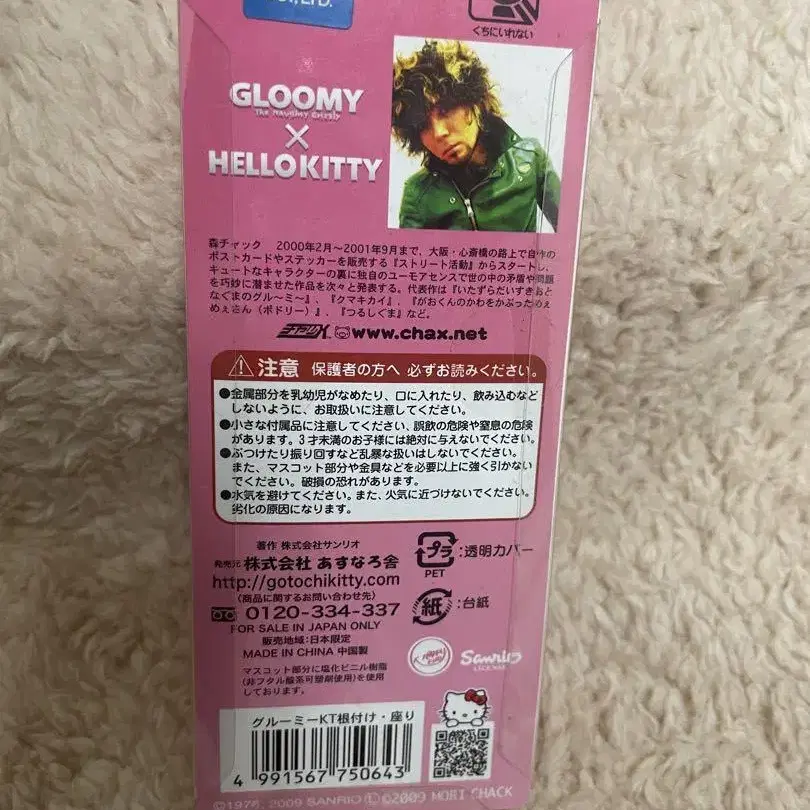 くちにいれない
GLOOMY
The Naughty Grizzly
×
HELLO KITTY
森チャック 2000年2月〜2001年9月まで、大阪・心斎橋の路上で自作の
ポストカードやステッカーを販売する『ストリート活動』からスタートし、
キュートなキャラクターの裏に独自のユーモアセンスで世の中の矛盾や問題
を巧妙に潜ませた作品を次々と発表する。代表作は『いたずらだいすきおと
なぐまのグル〜ミー』、『クマキカイ』、『がおくんのかわをかぶっためぇ
めぇさん(ポドリー)』、『つるしぐま』など。
www.chax.net
注意 保護者の方へ 必ずお読みください。
●金属部分を乳幼児がなめたり、口に入れたり、飲み込むなど
しないように、お取扱いに注意してください。
●小さな付属品に注意してください、誤飲の危険や窒息の危険
があります。3才未満のお子様には絶対に与えないでください。
●ぶつけたり振り回すなど乱暴な扱いはしないでください。
また、マスコット部分や金具などを必要以上に強く引かない
でください。破損の恐れがあります。
●水気を避けてください。また、火気に近づけないでください。
劣化の原因になります。
著作 株式会社サンリオ
発売元 株式会社 あすなろ舎
http://gotochikitty.com
〈商品に関するお問い合わせ先〉
0120-334-337
FOR SALE IN JAPAN ONLY
販売地域:日本限定
MADE IN CHINA 中国製
マスコット部分に塩化ビニル樹脂
(非フタル酸系可塑剤使用)を使用
しております。
プラ :透明カバー
PET
紙 :台紙
Sanrio
LICENSE
グルーミーKT根付け・座り
4 991567 750643
©1976, 2009 SANRIO ©2009 MORI CHACK